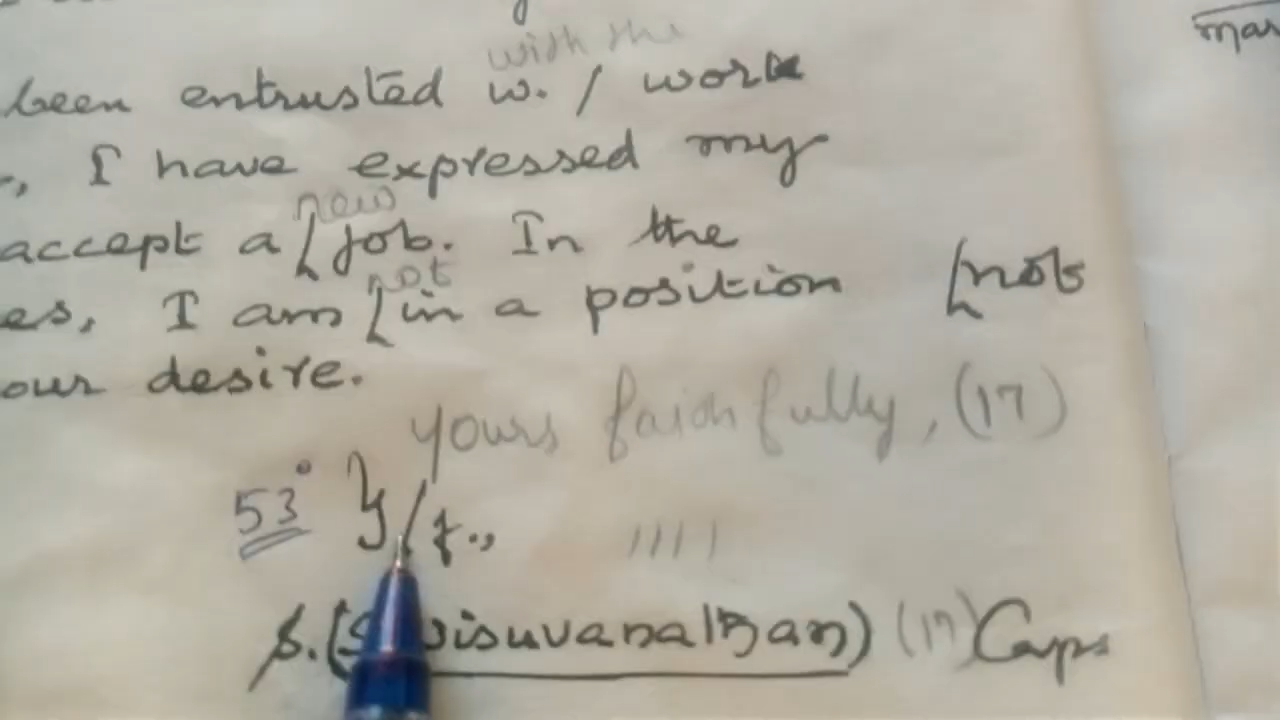 with the
been entrusted w. / work
I have expressed my
new
accept a [job. In the
not
es, I am [in a position [not
our desire.
yours faithfully, (17)
53° Y/f.,
(17) Caps